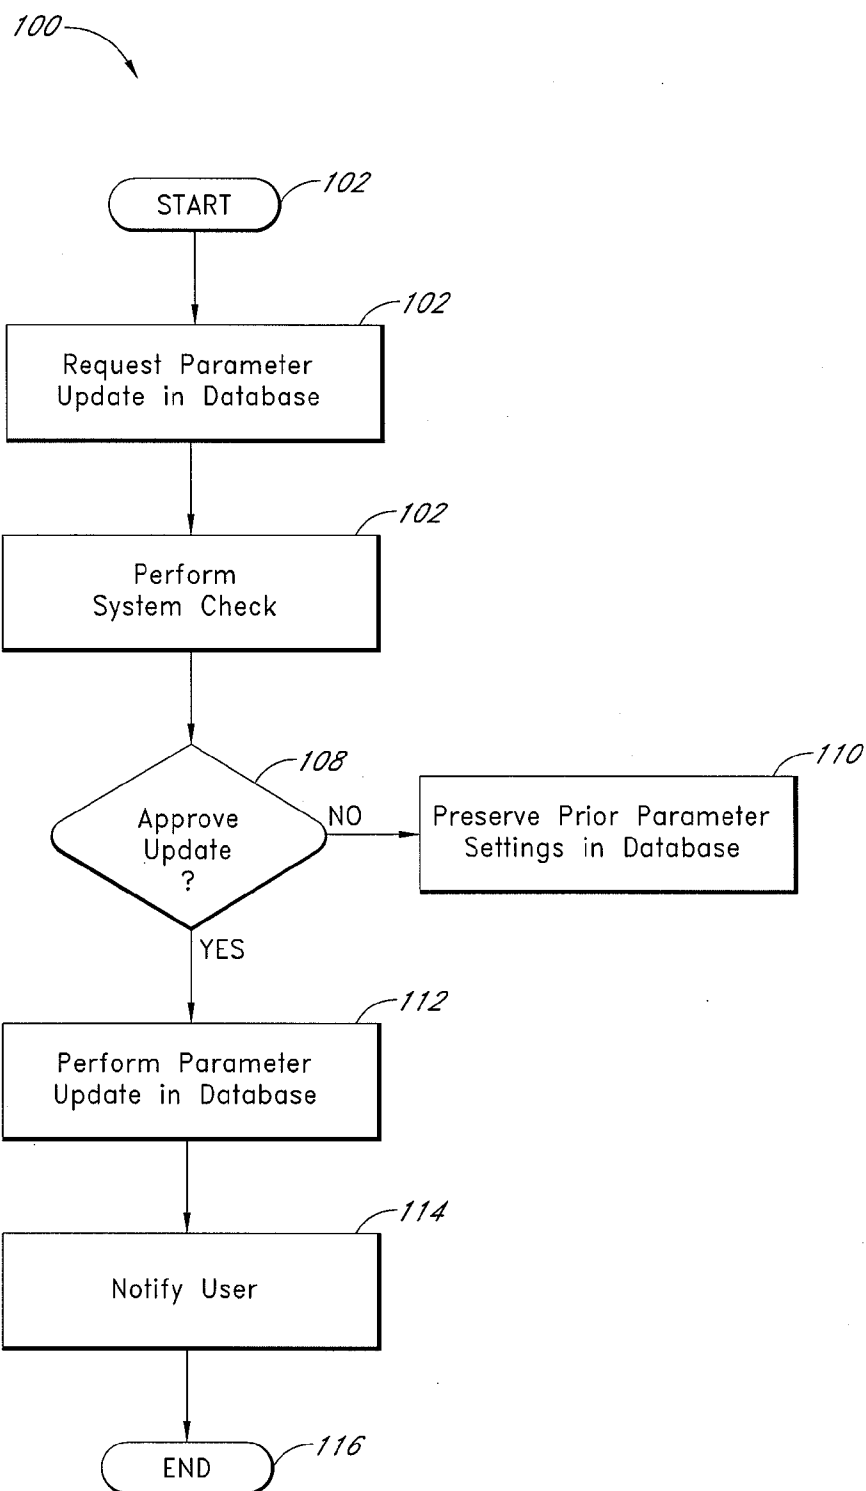 100
START
102
102
Request Parameter
Update in Database
102
Perform
System Check
108
Approve
Update
?
NO
110
Preserve Prior Parameter
Settings in Database
YES
112
Perform Parameter
Update in Database
114
Notify User
END
116